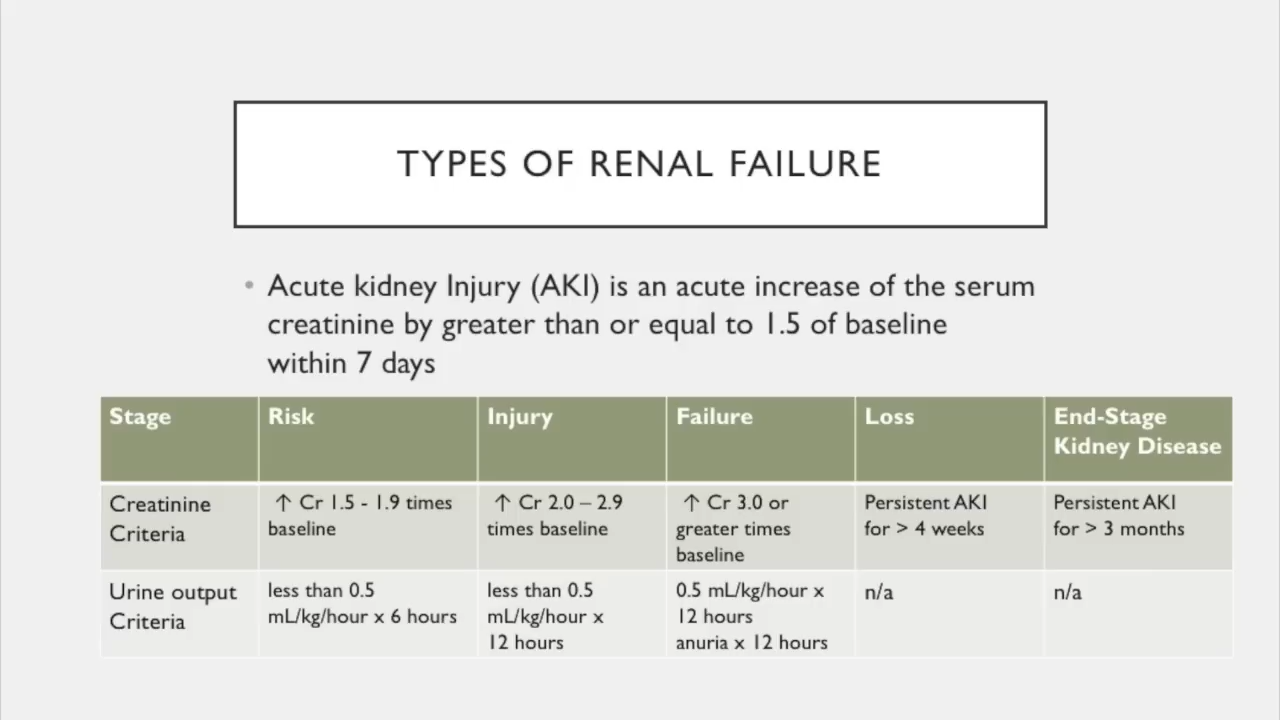 TYPES OF RENAL FAILURE
• Acute kidney Injury (AKI) is an acute increase of the serum
creatinine by greater than or equal to 1.5 of baseline
within 7 days
Stage
Risk
Injury
Failure
Loss
End-Stage
Kidney Disease
Creatinine
Criteria
↑ Cr 1.5 - 1.9 times
baseline
↑ Cr 2.0 – 2.9
times baseline
↑ Cr 3.0 or
greater times
baseline
Persistent AKI
for > 4 weeks
Persistent AKI
for > 3 months
Urine output
Criteria
less than 0.5
mL/kg/hour x 6 hours
less than 0.5
mL/kg/hour x
12 hours
0.5 mL/kg/hour x
12 hours
anuria x 12 hours
n/a
n/a